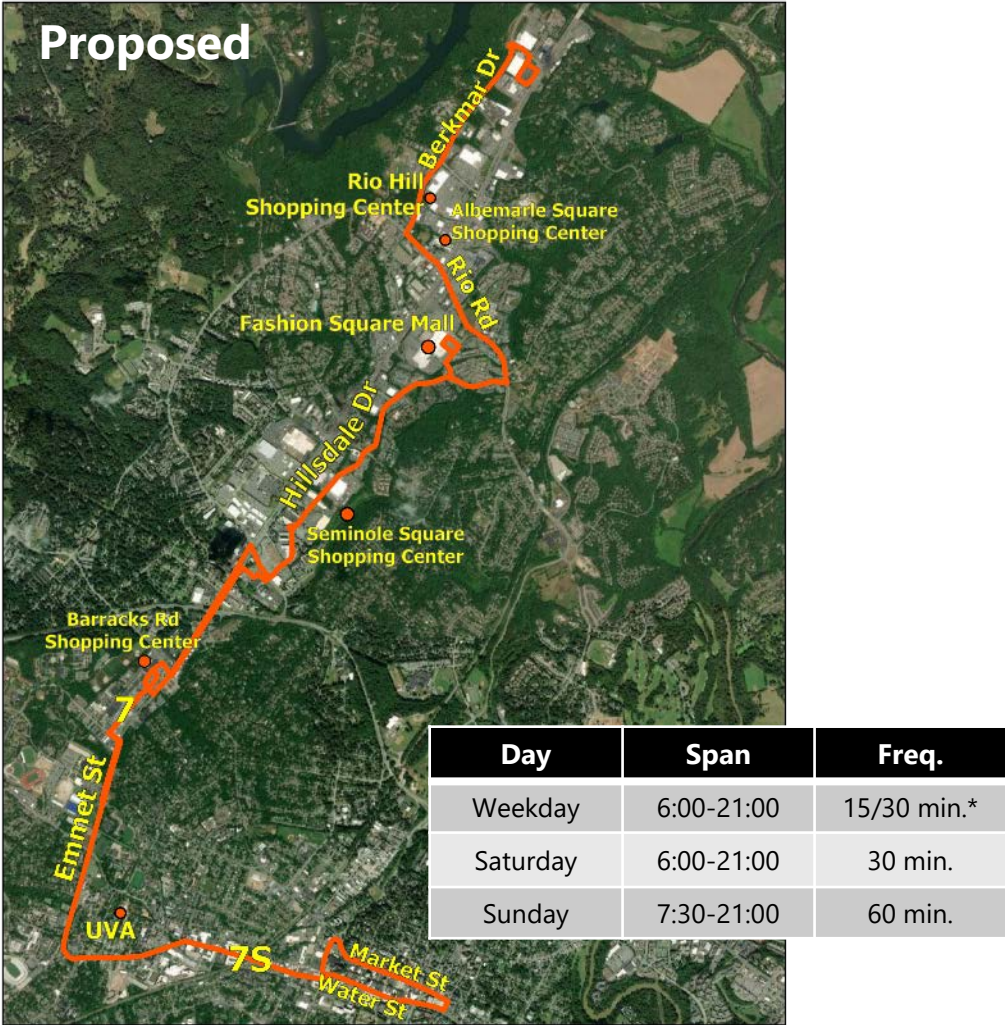 Proposed
Berkmar Dr
Rio Hill
Shopping Center
Albemarle Square
Shopping Center
Rio Rd
Fashion Square Mall
Hillsdale Dr
Seminole Square
Shopping Center
Barracks Rd
Shopping Center
7
Emmet St
UVA
7S
Market St
Water St
Day Span Freq.
Weekday 6:00-21:00 15/30 min.*
Saturday 6:00-21:00 30 min.
Sunday 7:30-21:00 60 min.